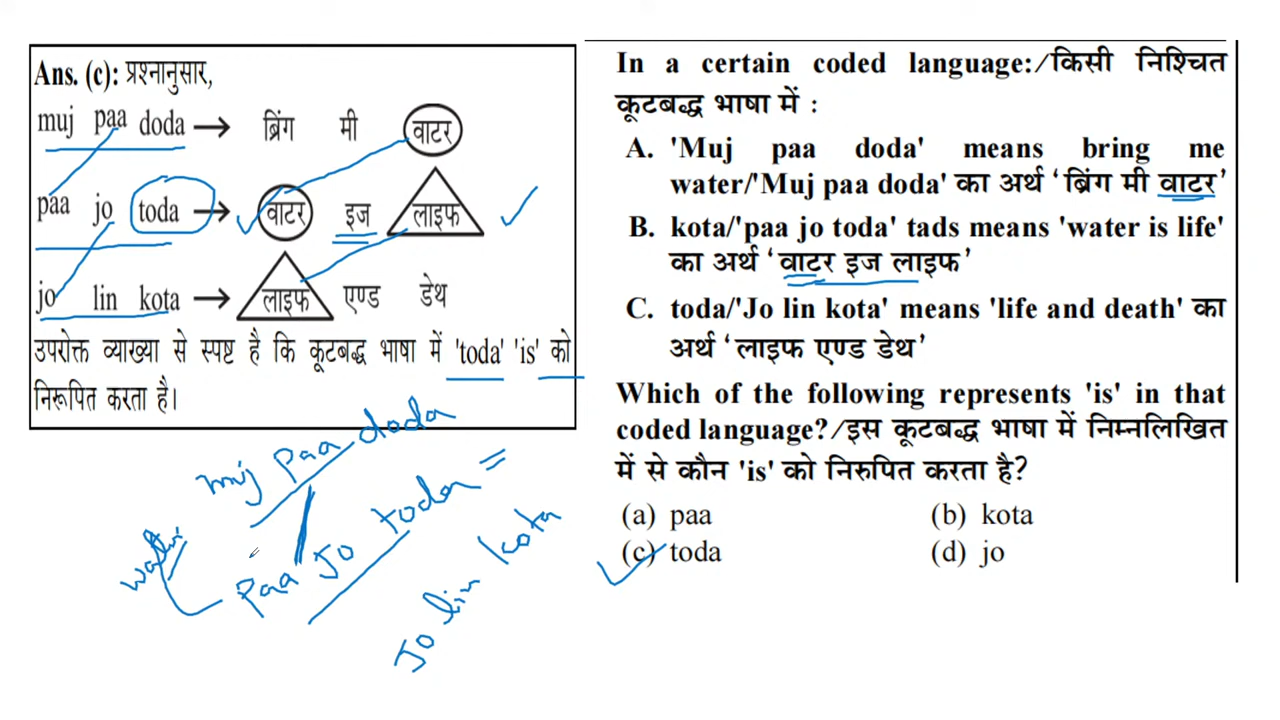 Ans. (c): प्रश्नानुसार,
muj paa doda → ब्रिंग मी वाटर
paa jo toda → वाटर इज लाइफ
jo lin kota → लाइफ एण्ड डेथ
उपरोक्त व्याख्या से स्पष्ट है कि कूटबद्ध भाषा में 'toda' 'is' को
निरूपित करता है।
muj paa doda
water
Paa Jo toda =
Jo lin kota
In a certain coded language:/किसी निश्चित
कूटबद्ध भाषा में :
A. 'Muj paa doda' means bring me
water/'Muj paa doda' का अर्थ ‘ब्रिंग मी वाटर’
B. kota/'paa jo toda' tads means 'water is life'
का अर्थ ‘वाटर इज लाइफ’
C. toda/'Jo lin kota' means 'life and death' का
अर्थ ‘लाइफ एण्ड डेथ’
Which of the following represents 'is' in that
coded language?/इस कूटबद्ध भाषा में निम्नलिखित
में से कौन 'is' को निरुपित करता है?
(a) paa (b) kota
(c) toda (d) jo